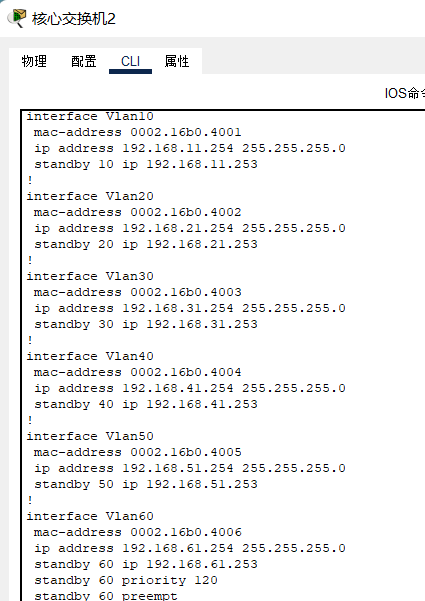 核心交换机2
物理 配置 CLI 属性
IOS命令
interface Vlan10
mac-address 0002.16b0.4001
ip address 192.168.11.254 255.255.255.0
standby 10 ip 192.168.11.253
!
interface Vlan20
mac-address 0002.16b0.4002
ip address 192.168.21.254 255.255.255.0
standby 20 ip 192.168.21.253
!
interface Vlan30
mac-address 0002.16b0.4003
ip address 192.168.31.254 255.255.255.0
standby 30 ip 192.168.31.253
!
interface Vlan40
mac-address 0002.16b0.4004
ip address 192.168.41.254 255.255.255.0
standby 40 ip 192.168.41.253
!
interface Vlan50
mac-address 0002.16b0.4005
ip address 192.168.51.254 255.255.255.0
standby 50 ip 192.168.51.253
!
interface Vlan60
mac-address 0002.16b0.4006
ip address 192.168.61.254 255.255.255.0
standby 60 ip 192.168.61.253
standby 60 priority 120
standby 60 preempt